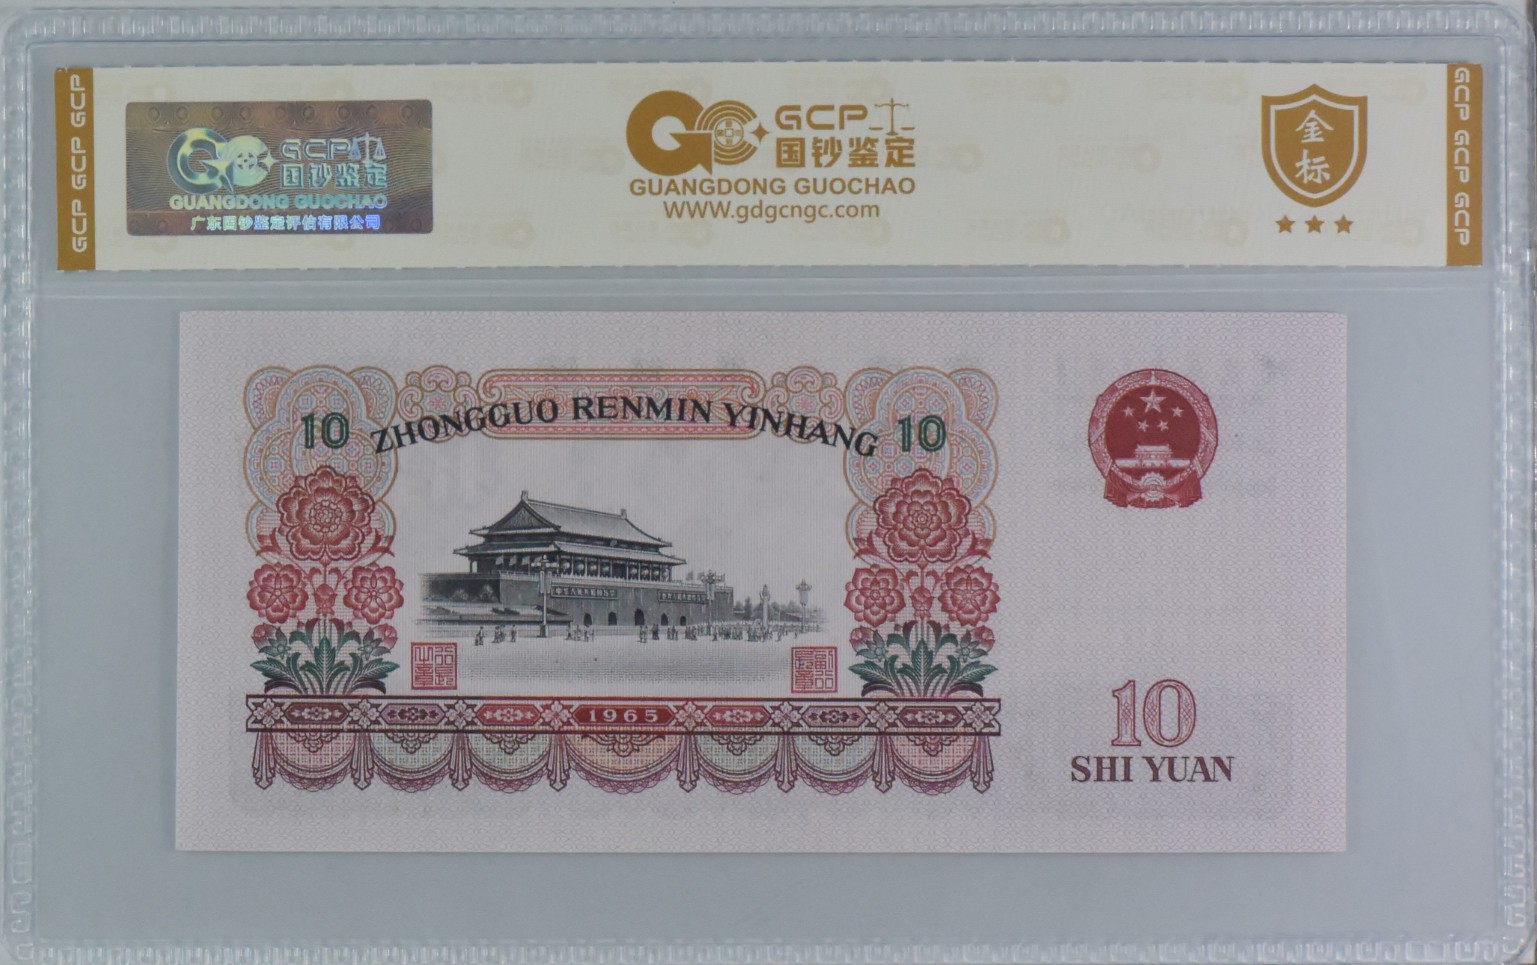 GCP GCP GCP
GCP
国钞鉴定
GUANGDONG GUOCHAO
广东国钞鉴定评估有限公司
GCP
国钞鉴定
GUANGDONG GUOCHAO
WWW.gdgcngc.com
金
标
GCP GCP GCP
10 ZHONGGUO RENMIN YINHANG 10
1965
10
SHI YUAN